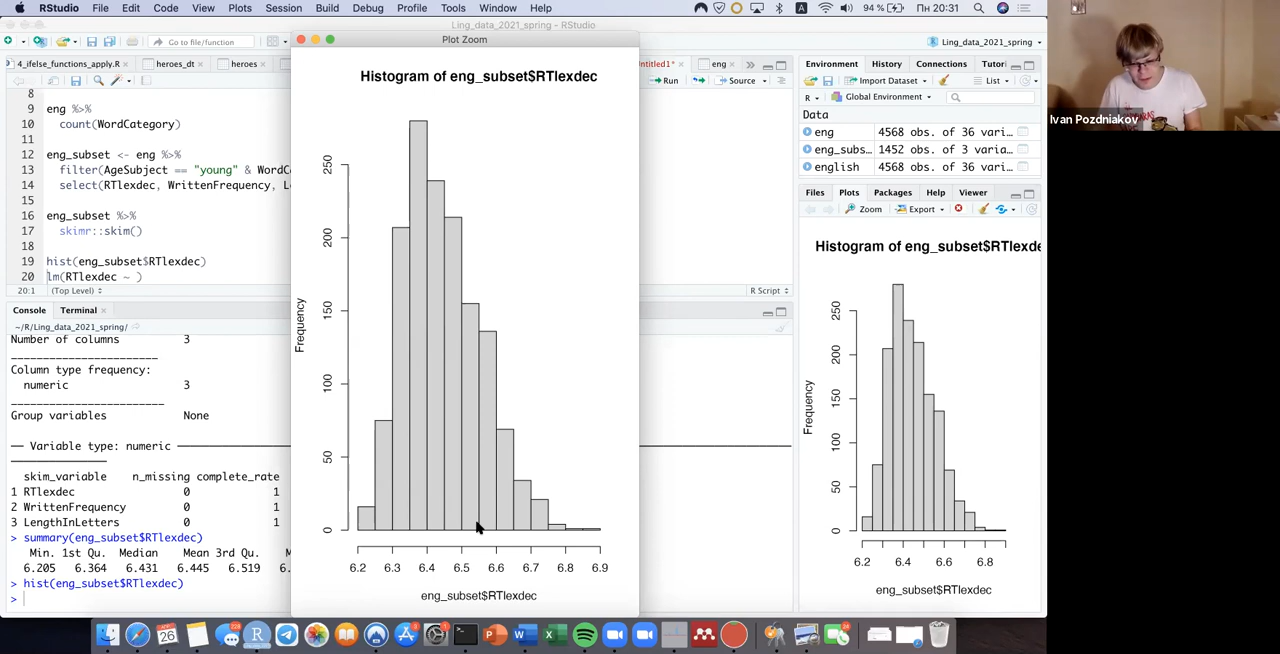 RStudio File Edit Code View Plots Session Build Debug Profile Tools Window Help 94 % Пн 20:31
Ling_data_2021_spring - RStudio
Go to file/function
Ling_data_2021_spring
4_ifelse_functions_apply.R
heroes_dt
heroes
ntitled1*
eng
Run
Source
8
9 eng %>%
10 count(WordCategory)
11
12 eng_subset <- eng %>%
13 filter(AgeSubject == "young" & WordC
14 select(RTlexdec, WrittenFrequency, L
15
16 eng_subset %>%
17 skimr::skim()
18
19 hist(eng_subset$RTlexdec)
20 lm(RTlexdec ~ )
20:1 (Top Level) R Script
Console Terminal
~/R/Ling_data_2021_spring/
Number of columns 3
_______________________
Column type frequency:
numeric 3
________________________
Group variables None
── Variable type: numeric
skim_variable n_missing complete_rate
1 RTlexdec 0 1
2 WrittenFrequency 0 1
3 LengthInLetters 0 1
> summary(eng_subset$RTlexdec)
Min. 1st Qu. Median Mean 3rd Qu. M
6.205 6.364 6.431 6.445 6.519 6.
> hist(eng_subset$RTlexdec)
>
Plot Zoom
Histogram of eng_subset$RTlexdec
Frequency
250
200
150
100
50
0
6.2 6.3 6.4 6.5 6.6 6.7 6.8 6.9
eng_subset$RTlexdec
Environment History Connections Tutori
Import Dataset List
R Global Environment
Data
eng 4568 obs. of 36 vari…
eng_subs… 1452 obs. of 3 varia…
english 4568 obs. of 36 vari…
Files Plots Packages Help Viewer
Zoom Export
Histogram of eng_subset$RTlexde
Frequency
250
200
150
100
50
0
6.2 6.4 6.6 6.8
eng_subset$RTlexdec
Ivan Pozdniakov